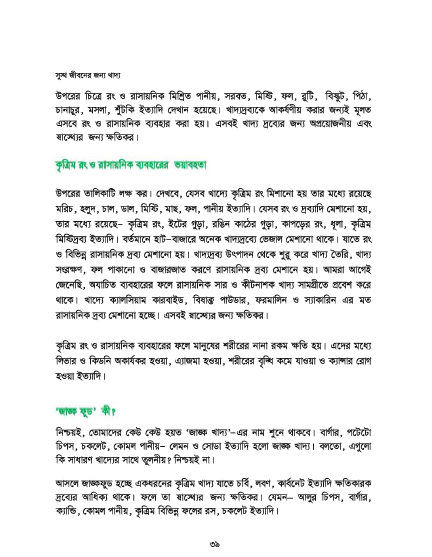 সুস্থ জীবনের জন্য খাদ্য
উপরের চিত্রে রং ও রাসায়নিক মিশ্রিত পানীয়, সরবত, মিষ্টি, ফল, রুটি, বিস্কুট, পিঠা,
চানাচুর, মসলা, শুঁটকি ইত্যাদি দেখান হয়েছে। খাদ্যদ্রব্যকে আকর্ষণীয় করার জন্যই মূলত
এসবে রং ও রাসায়নিক ব্যবহার করা হয়। এসবই খাদ্য দ্রব্যের জন্য অপ্রয়োজনীয় এবং
স্বাস্থ্যের জন্য ক্ষতিকর।
কৃত্রিম রং ও রাসায়নিক ব্যবহারের ভয়াবহতা
উপরের তালিকাটি লক্ষ কর। দেখবে, যেসব খাদ্যে কৃত্রিম রং মিশানো হয় তার মধ্যে রয়েছে
মরিচ, হলুদ, চাল, ডাল, মিষ্টি, মাছ, ফল, পানীয় ইত্যাদি। যেসব রং ও দ্রব্যাদি মেশানো হয়,
তার মধ্যে রয়েছে– কৃত্রিম রং, ইটের গুড়া, রঙিন কাঠের গুড়া, কাপড়ের রং, ধূলা, কৃত্রিম
মিষ্টিদ্রব্য ইত্যাদি। বর্তমানে হাট–বাজারে অনেক খাদ্যদ্রব্যে ভেজাল মেশানো থাকে। যাতে রং
ও বিভিন্ন রাসায়নিক দ্রব্য মেশানো হয়। খাদ্যদ্রব্য উৎপাদন থেকে শুরু করে খাদ্য তৈরি, খাদ্য
সংরক্ষণ, ফল পাকানো ও বাজারজাত করণে রাসায়নিক দ্রব্য মেশানে হয়। আমরা আগেই
জেনেছি, অযাচিত ব্যবহারের ফলে রাসায়নিক সার ও কীটনাশক খাদ্য সামগ্রীতে প্রবেশ করে
থাকে। খাদ্যে ক্যালসিয়াম কারবাইড, বিষাক্ত পাউডার, ফরমালিন ও স্যাকারিন এর মত
রাসায়নিক দ্রব্য মেশানো হচ্ছে। এসবই স্বাস্থ্যের জন্য ক্ষতিকর।
কৃত্রিম রং ও রাসায়নিক ব্যবহারের ফলে মানুষের শরীরের নানা রকম ক্ষতি হয়। এদের মধ্যে
লিভার ও কিডনি অকার্যকর হওয়া, এ্যাজমা হওয়া, শরীরের বৃদ্ধি কমে যাওয়া ও ক্যান্সার রোগ
হওয়া ইত্যাদি।
‘জাঙ্ক ফুড’ কী?
নিশ্চয়ই, তোমাদের কেউ কেউ হয়ত ‘জাঙ্ক খাদ্য’–এর নাম শুনে থাকবে। বার্গার, পটেটো
চিপস, চকলেট, কোমল পানীয়– লেমন ও সোডা ইত্যাদি হলো জাঙ্ক খাদ্য। বলতো, এগুলো
কি সাধারণ খাদ্যের সাথে তুলনীয়? নিশ্চয়ই না।
আসলে জাঙ্কফুড হচ্ছে একধরনের কৃত্রিম খাদ্য যাতে চর্বি, লবণ, কার্বনেট ইত্যাদি ক্ষতিকারক
দ্রব্যের আধিক্য থাকে। ফলে তা স্বাস্থ্যের জন্য ক্ষতিকর। যেমন– আলুর চিপস, বার্গার,
ক্যান্ডি, কোমল পানীয়, কৃত্রিম বিভিন্ন ফলের রস, চকলেট ইত্যাদি।
৩৯